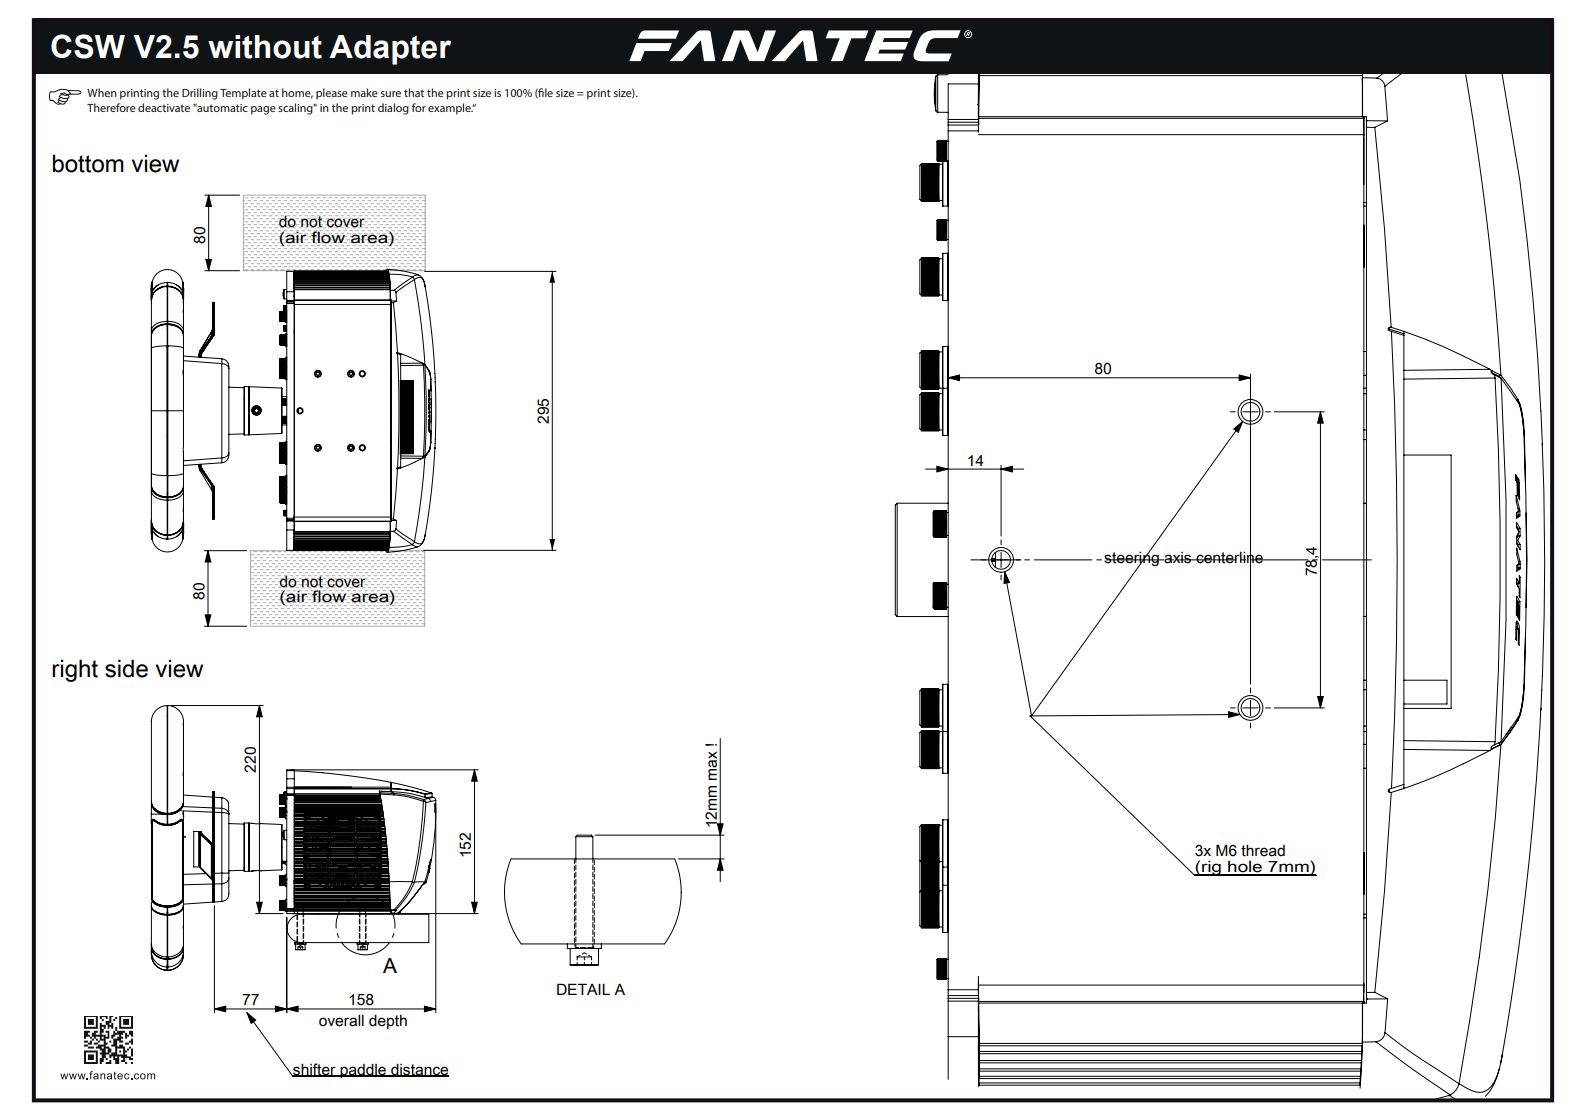 CSW V2.5 without Adapter
FANATEC®
When printing the Drilling Template at home, please make sure that the print size is 100% (file size = print size).
Therefore deactivate "automatic page scaling" in the print dialog for example."
bottom view
80
do not cover
(air flow area)
295
80
do not cover
(air flow area)
right side view
220
152
12mm max !
A
DETAIL A
77
158
overall depth
shifter paddle distance
www.fanatec.com
80
14
steering axis centerline
78,4
3x M6 thread
(rig hole 7mm)
FANATEC